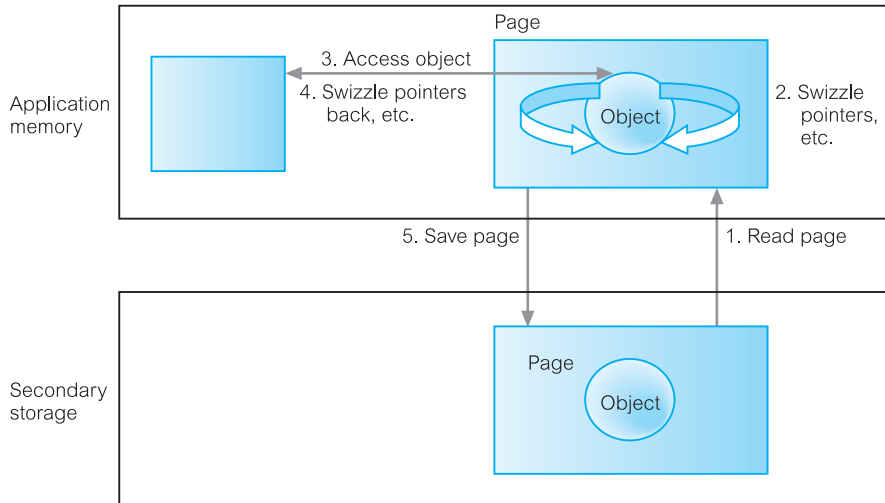 Page
3. Access object
4. Swizzle pointers
back, etc.
Object
2. Swizzle
pointers,
etc.
Application
memory
5. Save page
1. Read page
Page
Object
Secondary
storage